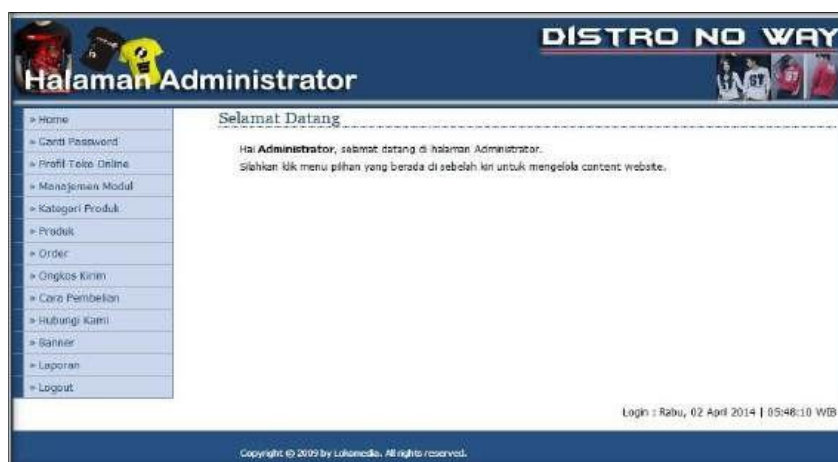 DISTRO NO WAY
Halaman Administrator
» Home
» Ganti Password
» Profil Toko Online
» Manajemen Modul
» Kategori Produk
» Produk
» Order
» Ongkos Kirim
» Cara Pembelian
» Hubungi Kami
» Banner
» Laporan
» Logout
Selamat Datang
Hai Administrator, selamat datang di halaman Administrator.
Silahkan klik menu pilihan yang berada di sebelah kiri untuk mengelola content website.
Login : Rabu, 02 April 2014 | 05:48:10 WIB
Copyright © 2009 by Lokomedia. All rights reserved.